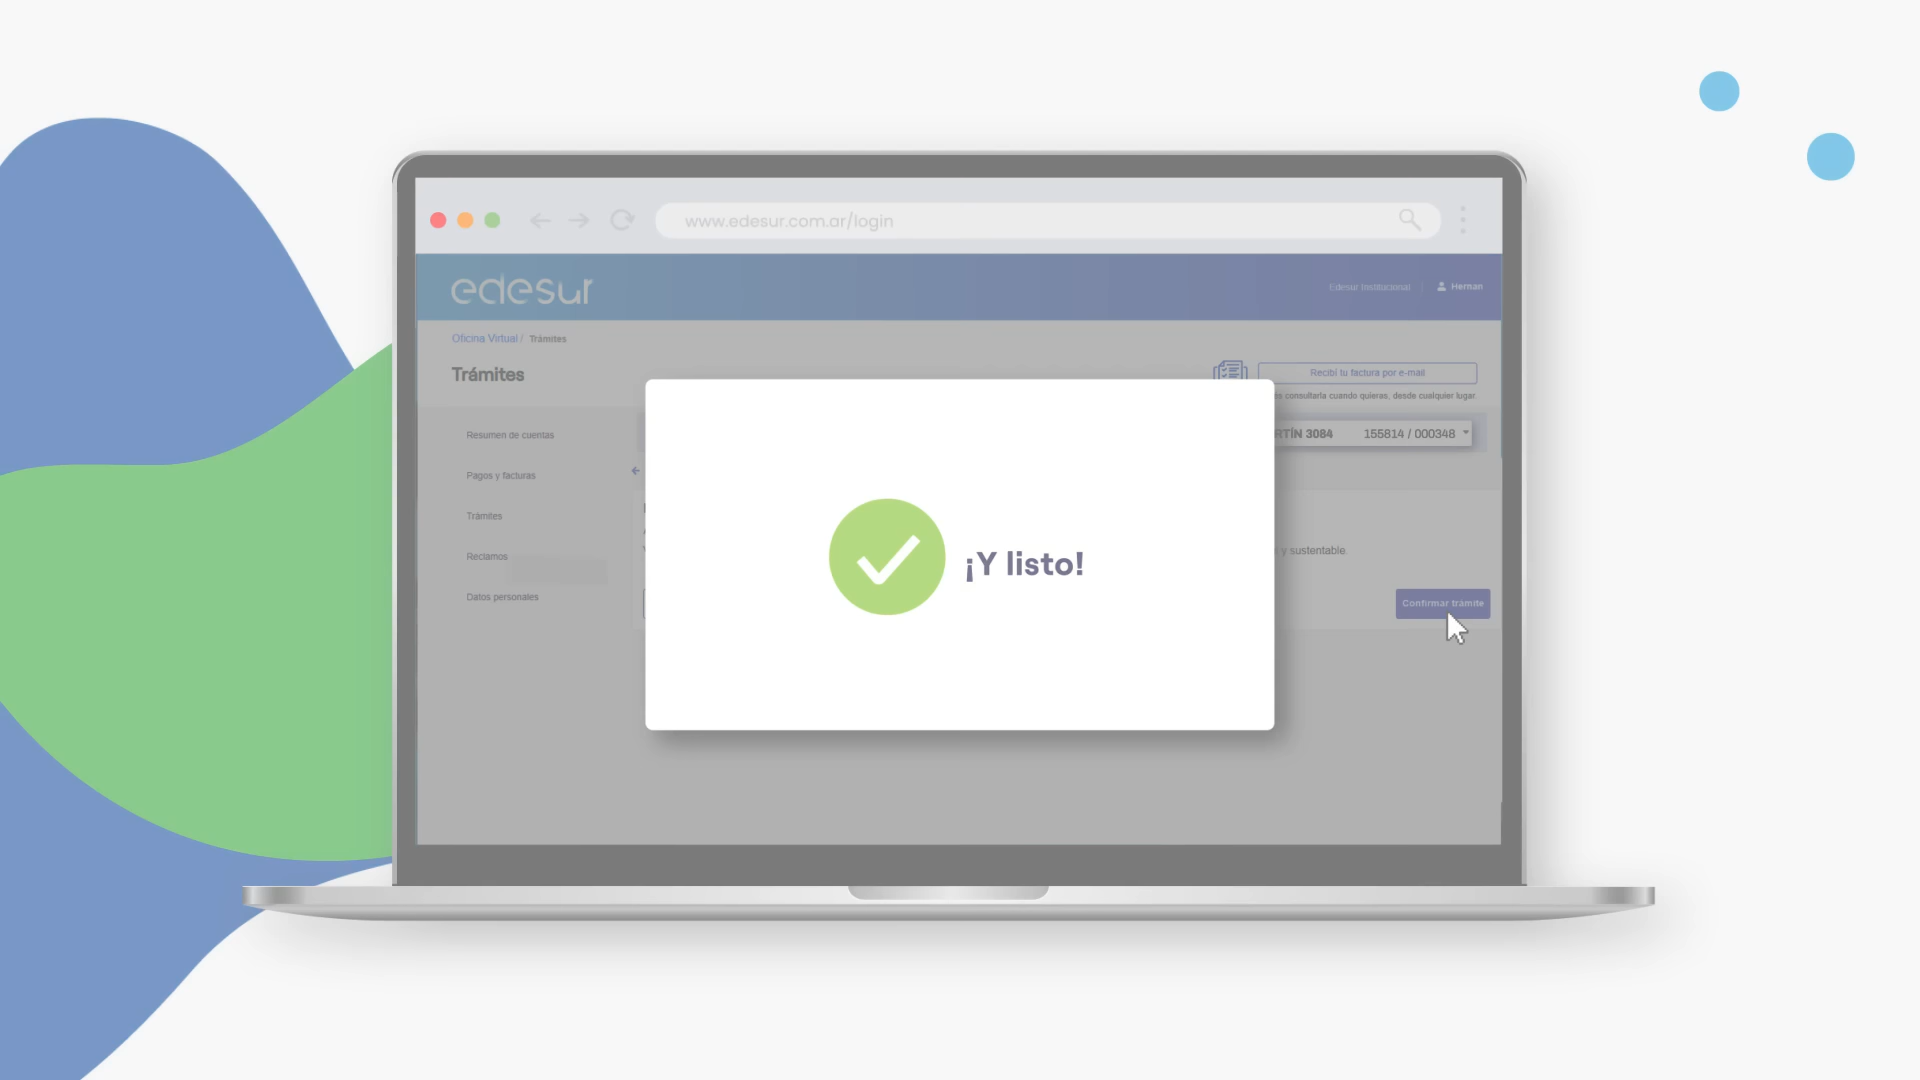 www.edesur.com.ar/login
edesur
Edesur Institucional
Hernan
Oficina Virtual / Trámites
Trámites
Recibí tu factura por e-mail
consultarla cuando quieras, desde cualquier lugar.
Resumen de cuentas
RTÍN 3084 155814 / 000348
Pagos y facturas
Trámites
Reclamos
y sustentable.
¡Y listo!
Datos personales
Confirmar trámite